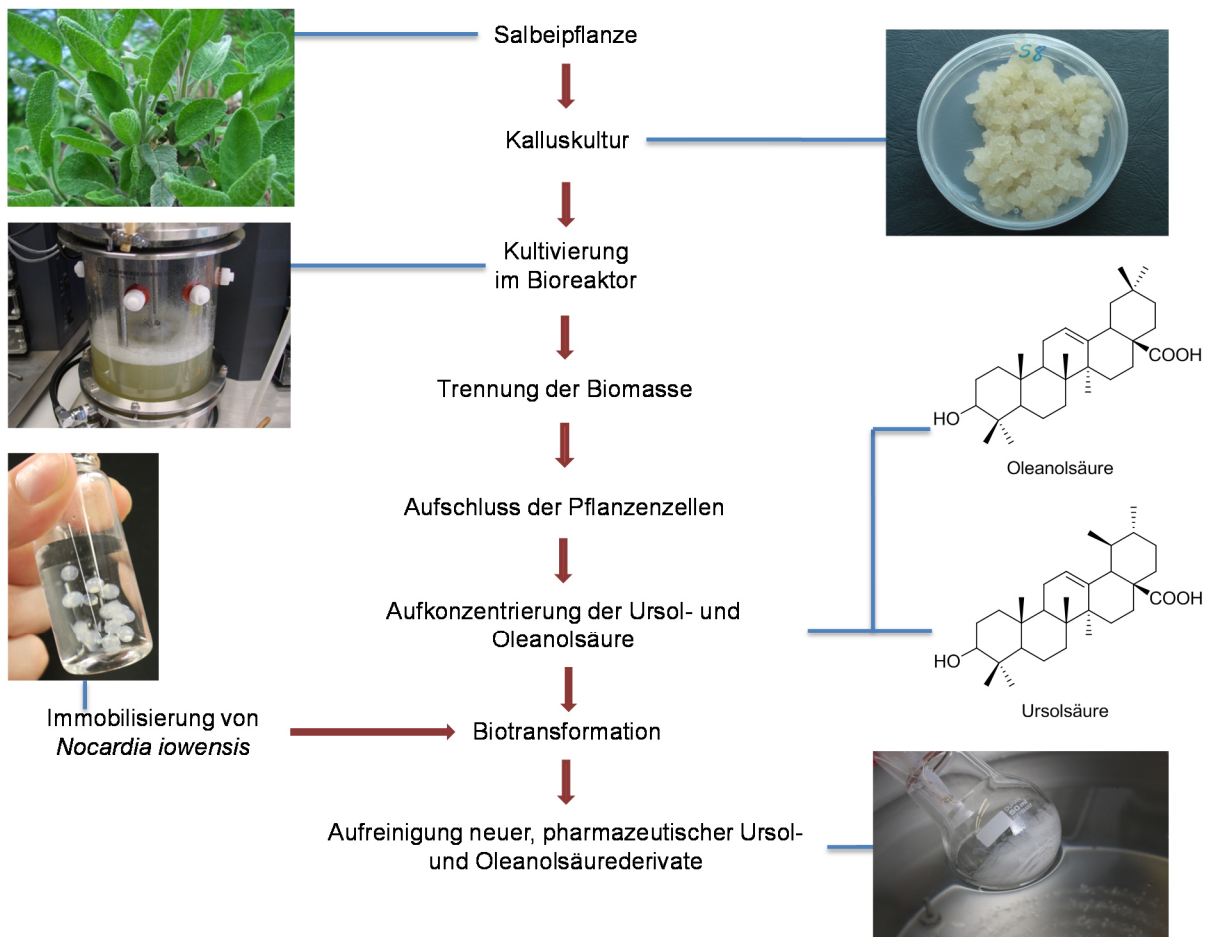 Salbeipflanze
S8
Kalluskultur
Kultivierung
im Bioreaktor
Trennung der Biomasse
COOH
HO
Oleanolsäure
Aufschluss der Pflanzenzellen
Aufkonzentrierung der Ursol- und
Oleanolsäure
COOH
HO
Ursolsäure
Immobilisierung von
Nocardia iowensis
Biotransformation
Aufreinigung neuer, pharmazeutischer Ursol-
und Oleanolsäurederivate